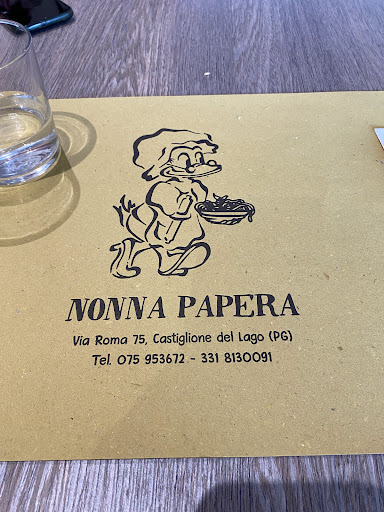 NONNA PAPERA
Via Roma 75, Castiglione del Lago (PG)
Tel. 075 953672 - 331 8130091